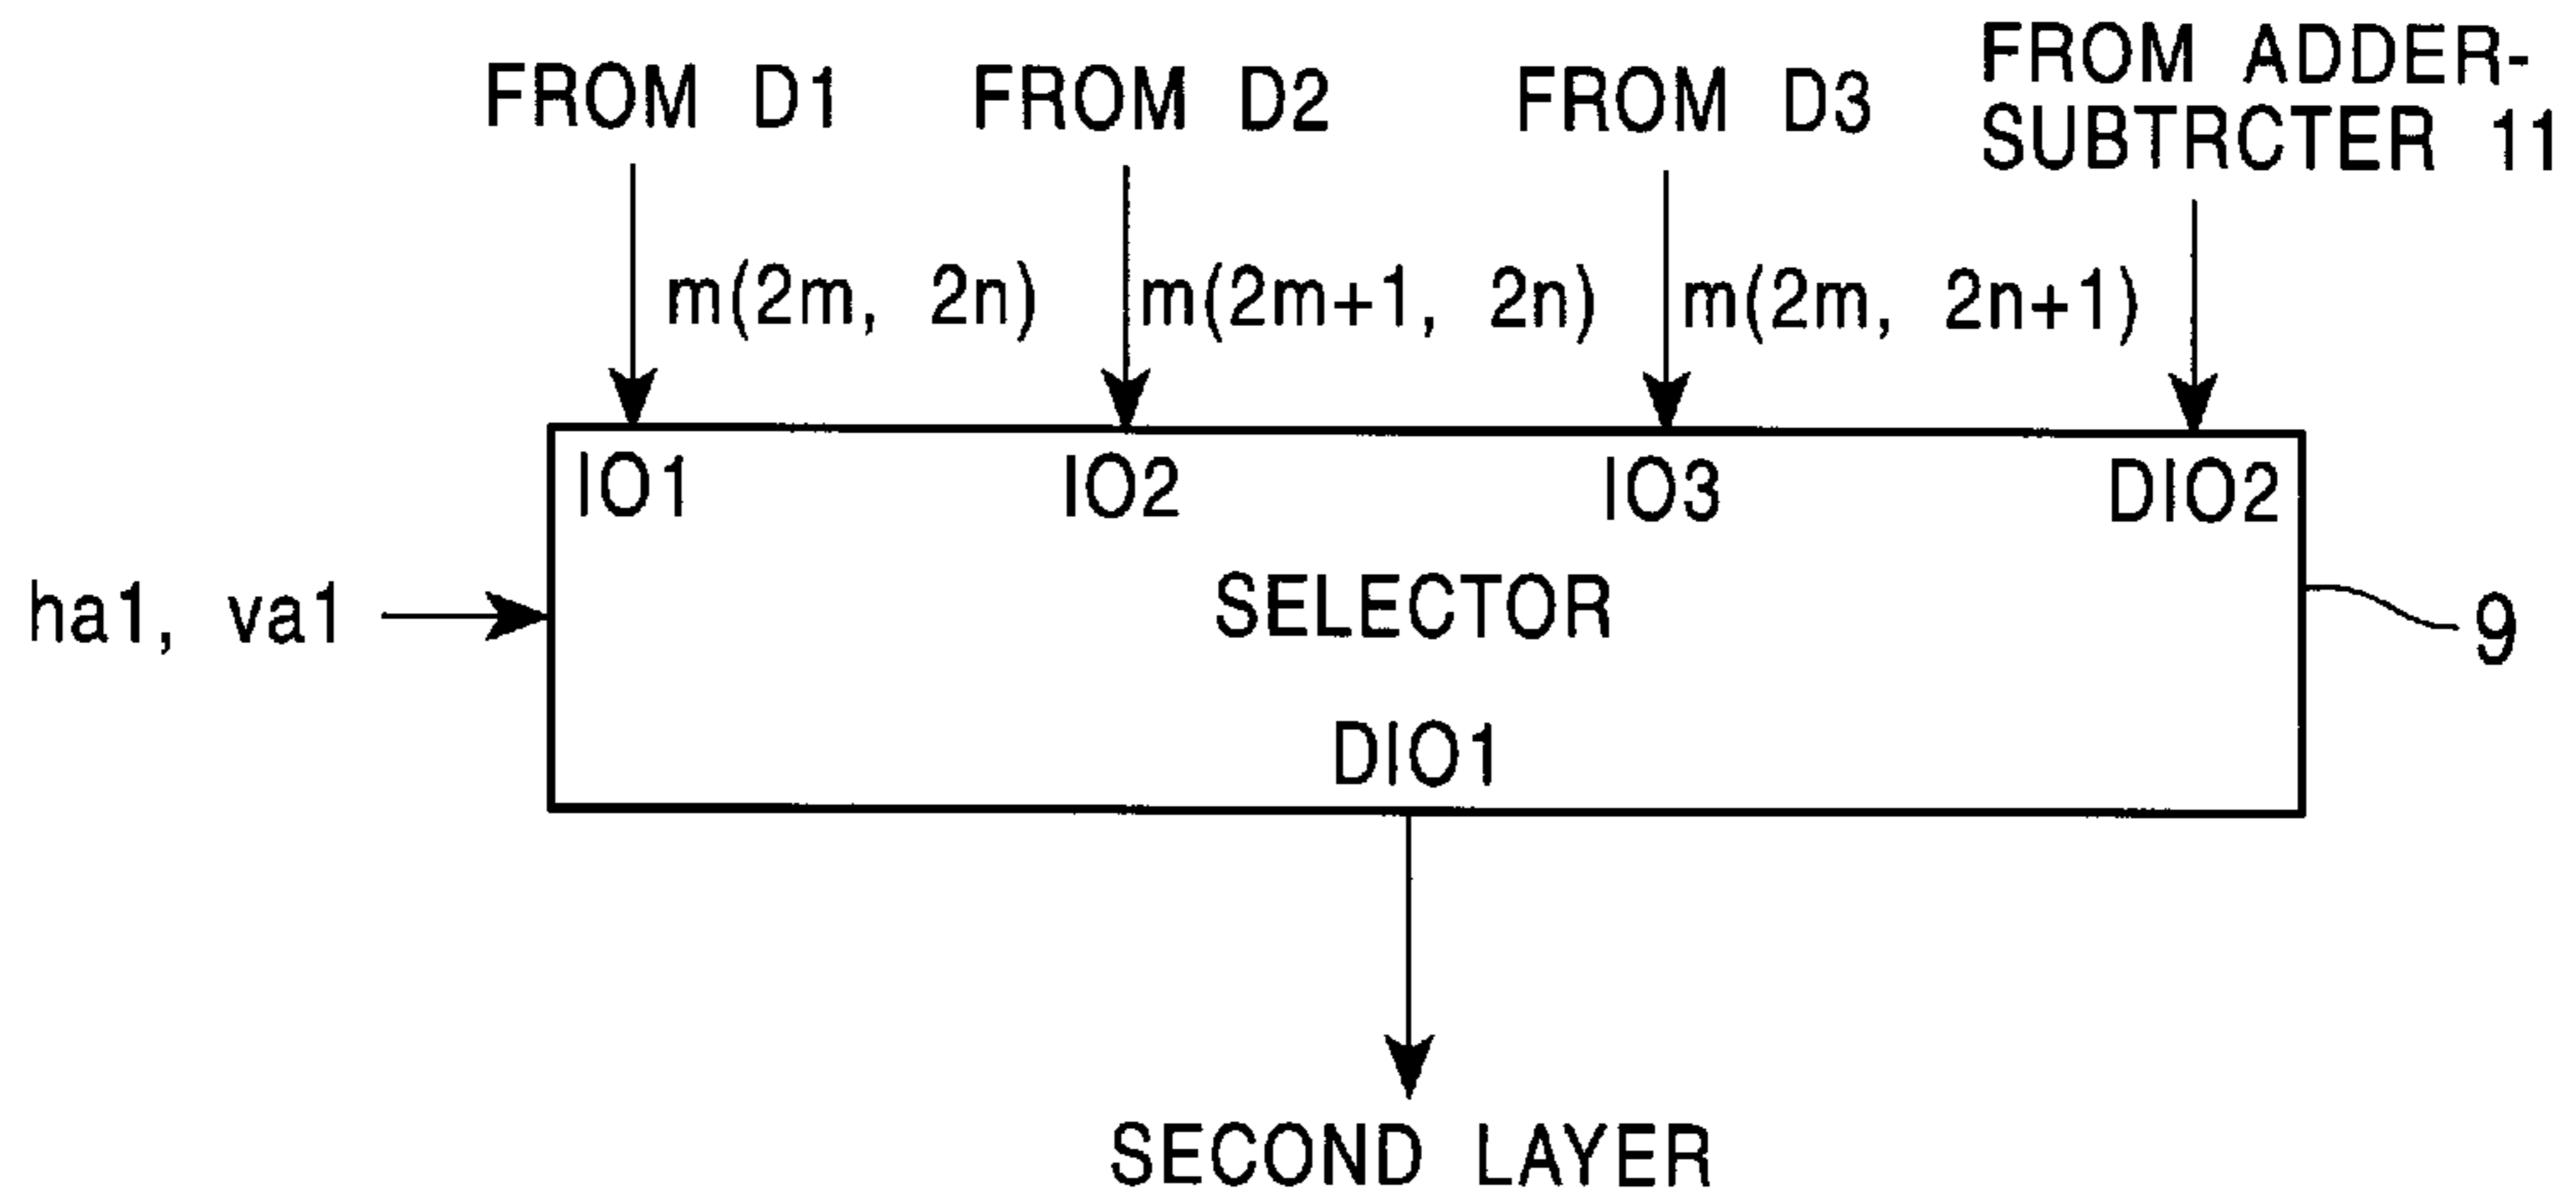 FROM D1 FROM D2 FROM D3 FROM ADDER-
SUBTRCTER 11
m(2m, 2n) m(2m+1, 2n) m(2m, 2n+1)
IO1 IO2 IO3 DIO2
ha1, va1 SELECTOR 9
DIO1
SECOND LAYER